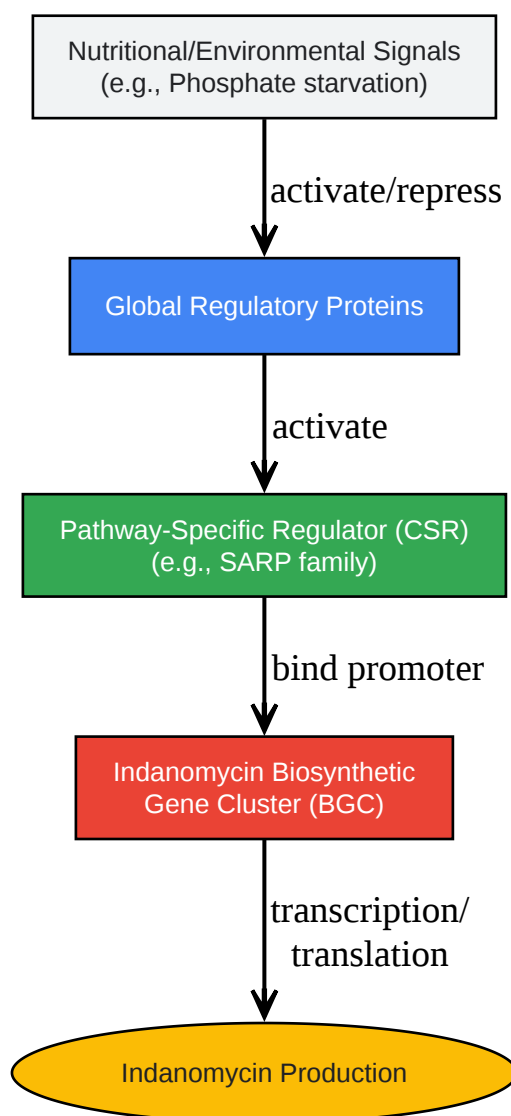 Nutritional/Environmental Signals
(e.g., Phosphate starvation)
activate/repress
Global Regulatory Proteins
activate
Pathway-Specific Regulator (CSR)
(e.g., SARP family)
bind promoter
Indanomycin Biosynthetic
Gene Cluster (BGC)
transcription/
translation
Indanomycin Production